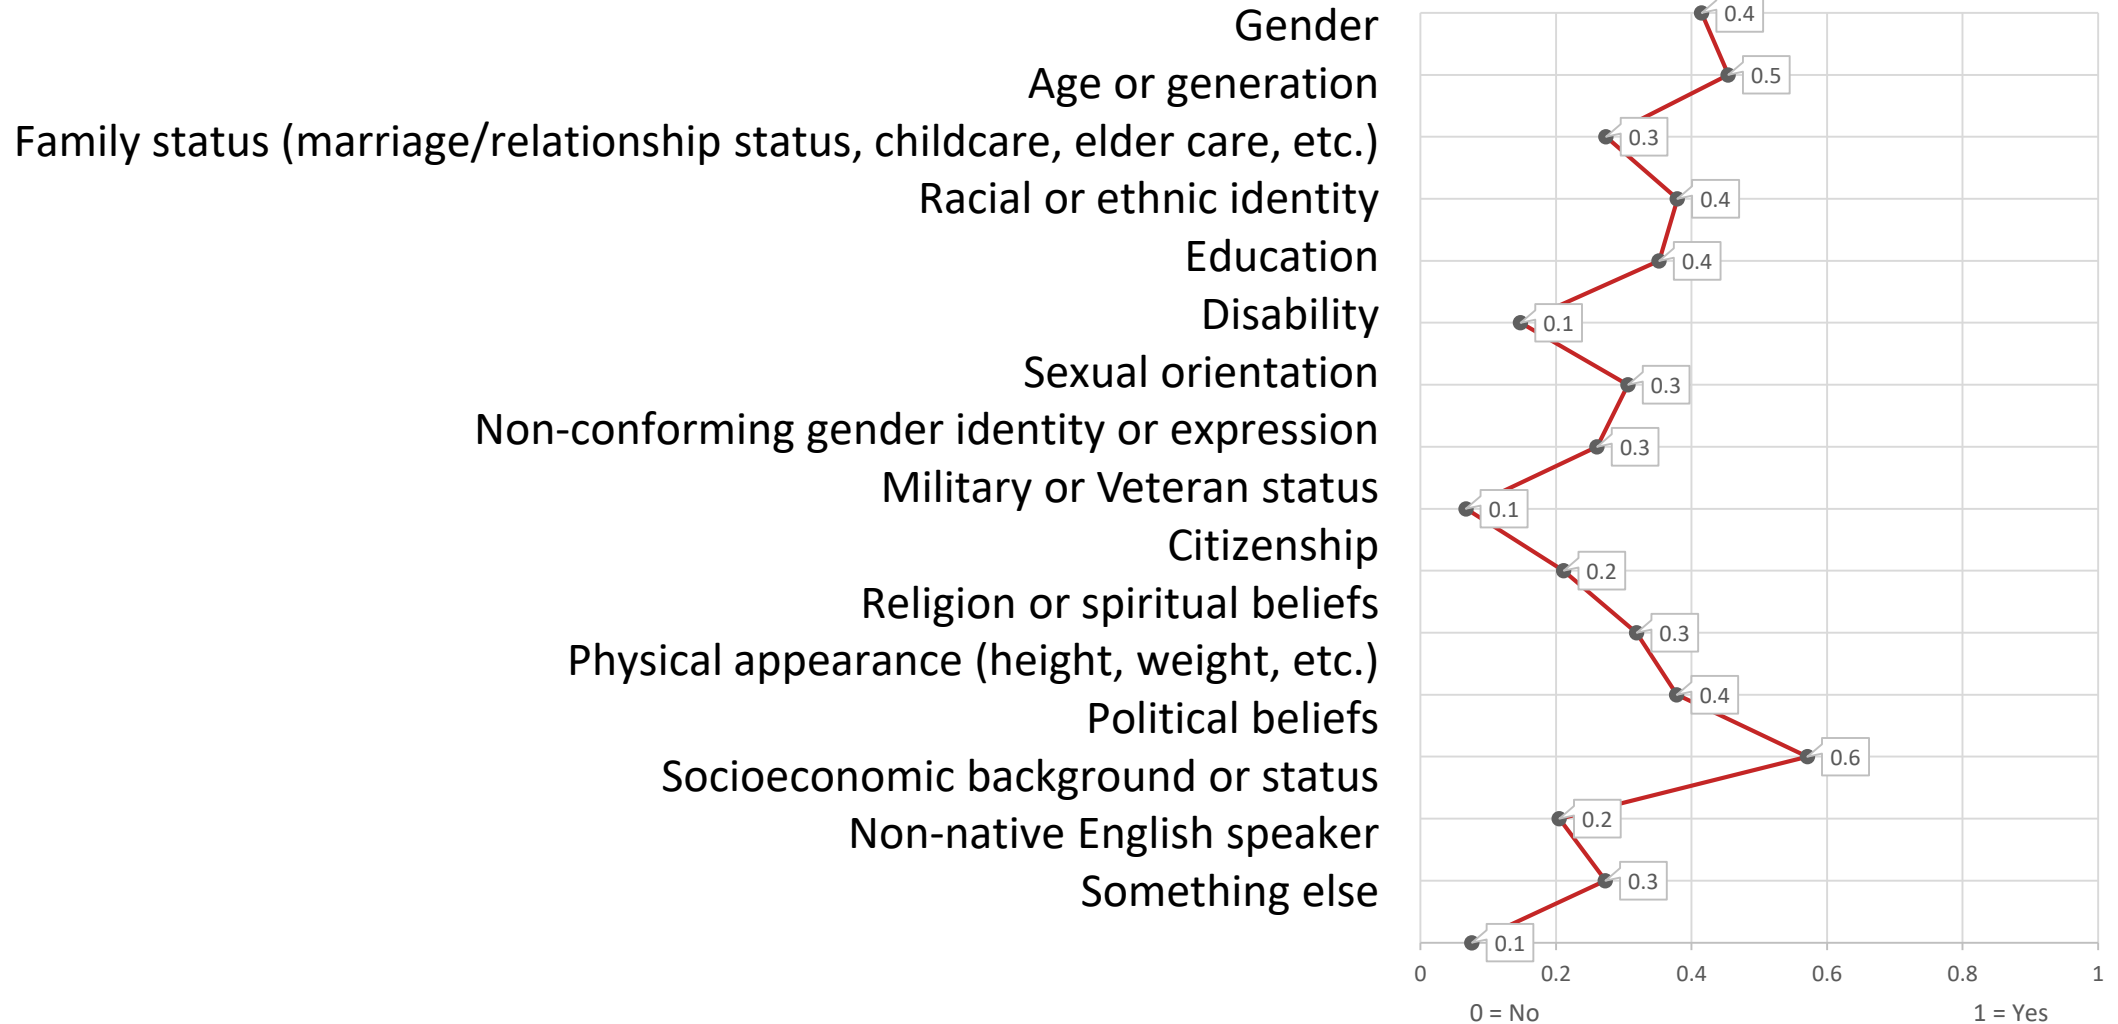 Gender
0.4
Age or generation
0.5
Family status (marriage/relationship status, childcare, elder care, etc.)
0.3
Racial or ethnic identity
0.4
Education
0.4
Disability
0.1
Sexual orientation
0.3
Non-conforming gender identity or expression
0.3
Military or Veteran status
0.1
Citizenship
0.2
Religion or spiritual beliefs
0.3
Physical appearance (height, weight, etc.)
0.4
Political beliefs
0.6
Socioeconomic background or status
0.2
Non-native English speaker
0.3
Something else
0.1
0 0.2 0.4 0.6 0.8 1
0 = No 1 = Yes